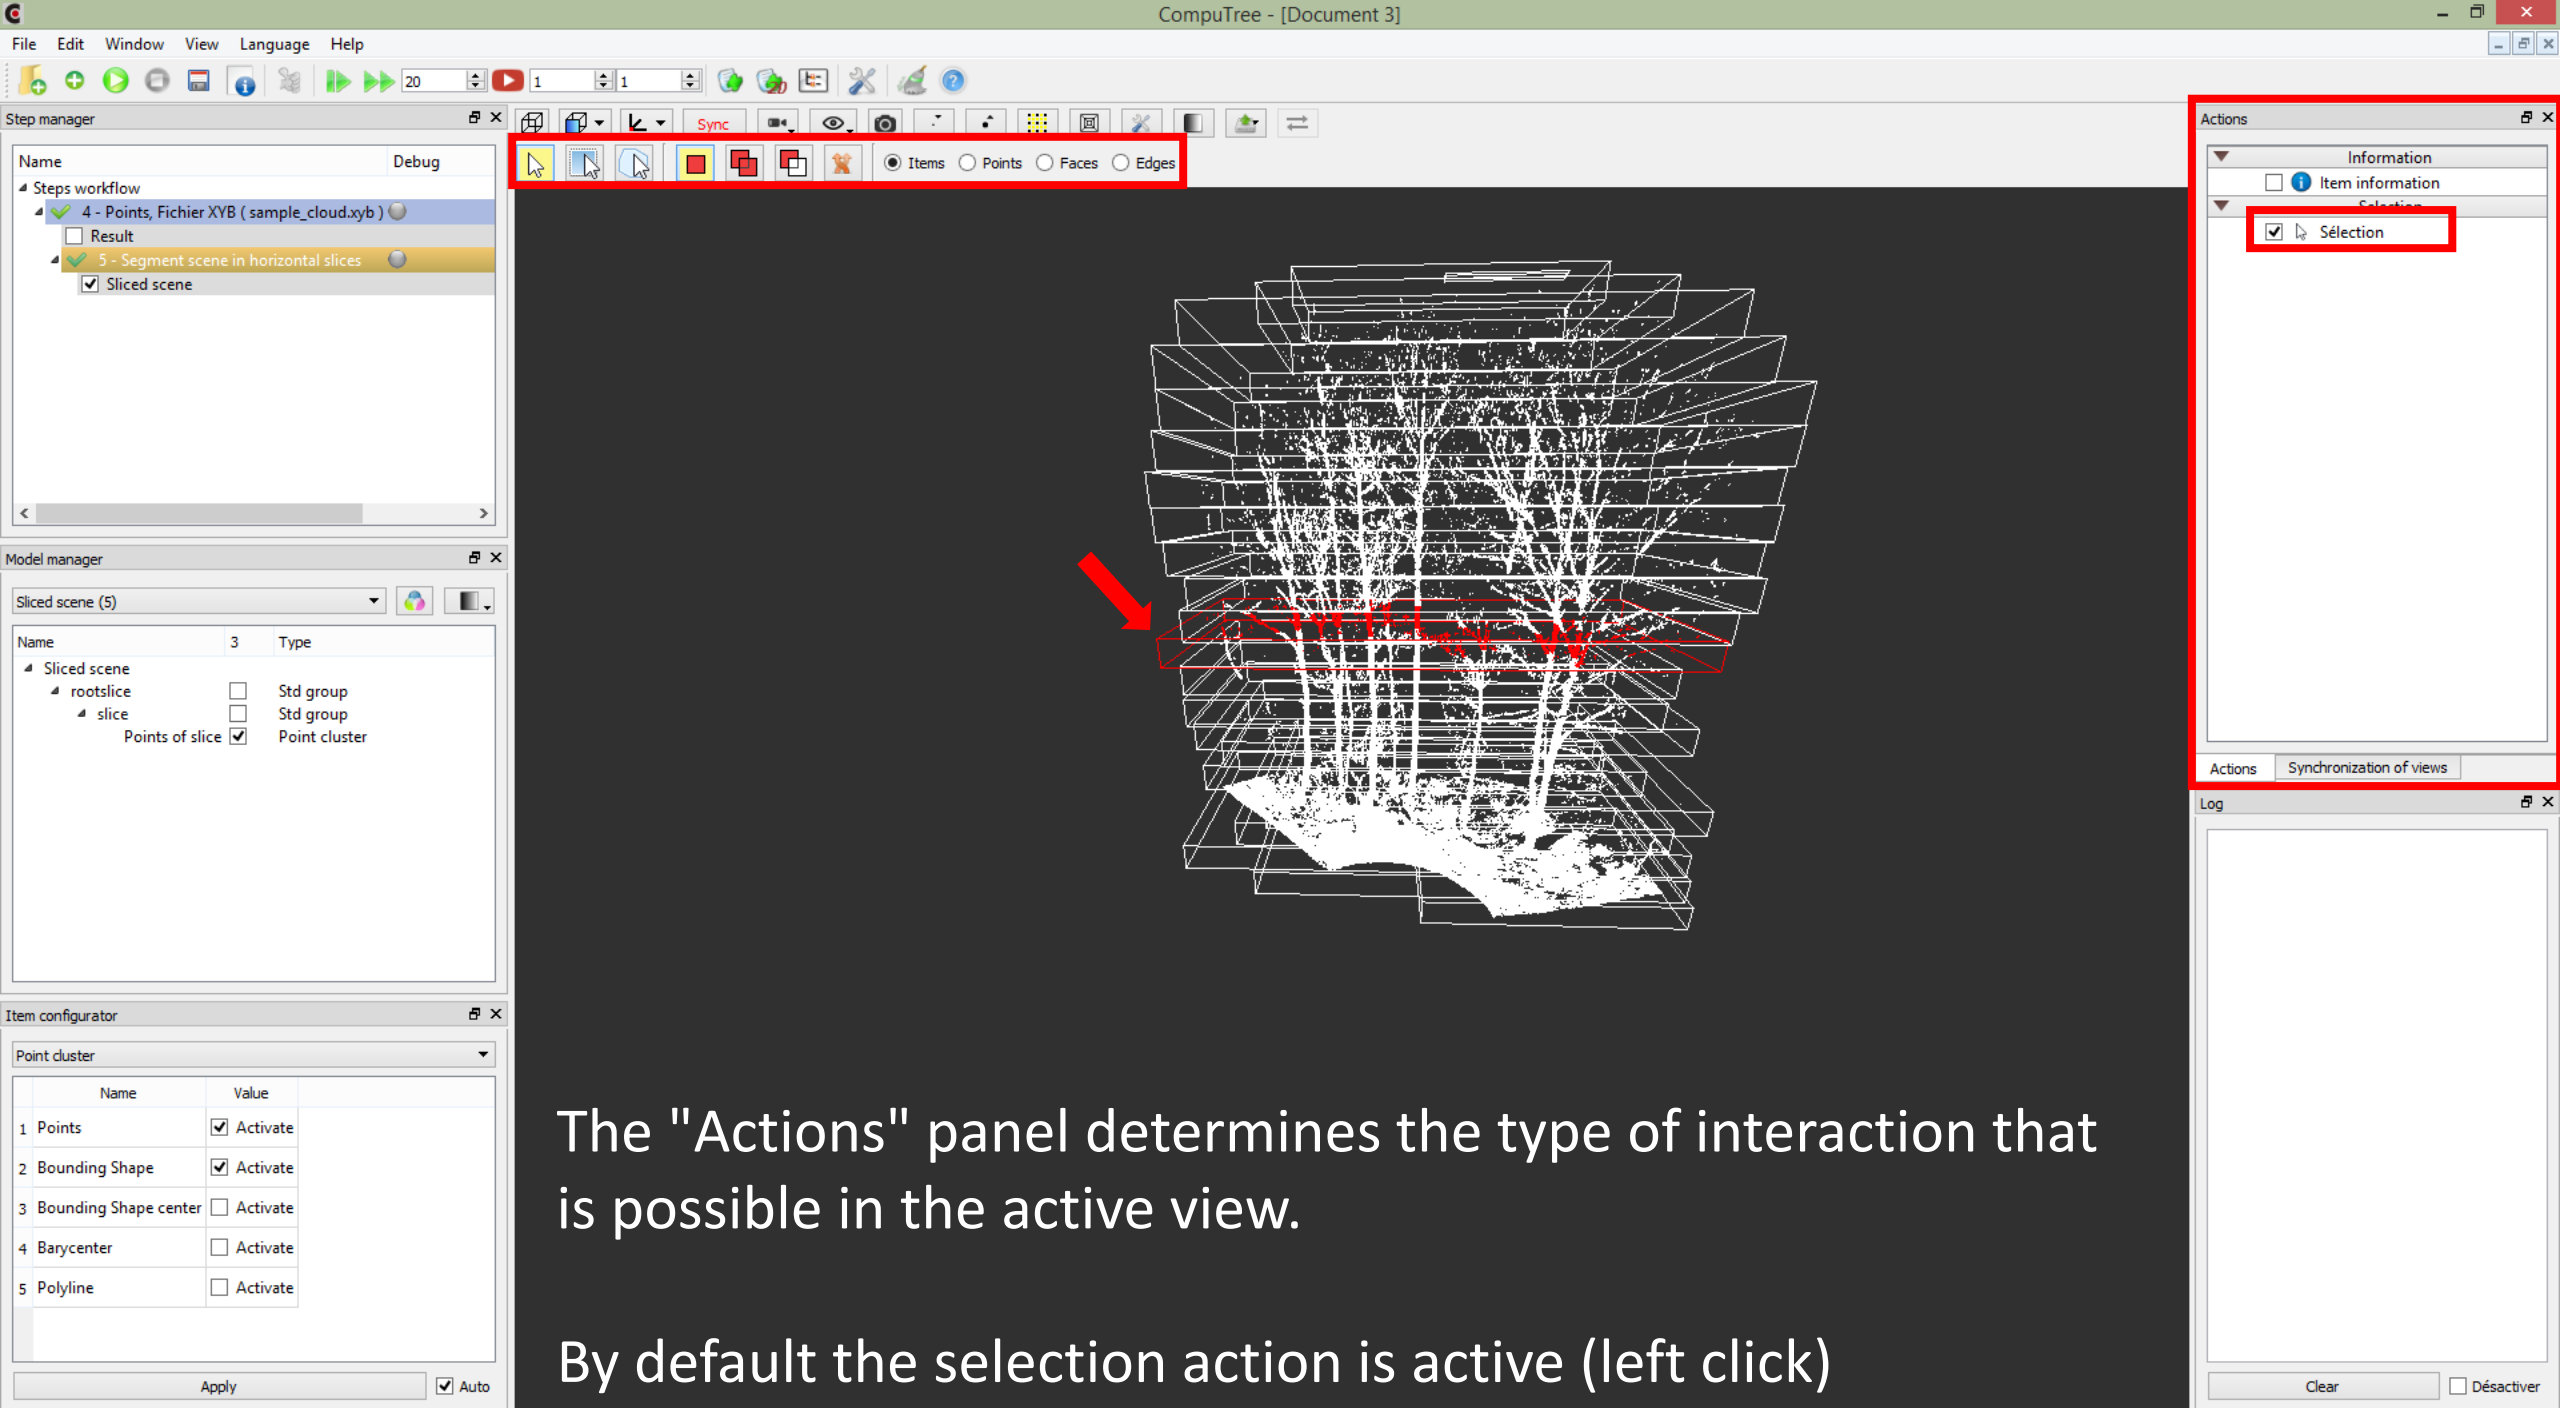 CompuTree - [Document 3]
File Edit Window View Language Help
20 1 1
Step manager
Name Debug
Steps workflow
4 - Points, Fichier XYB ( sample_cloud.xyb )
Result
5 - Segment scene in horizontal slices
Sliced scene
Model manager
Sliced scene (5)
Name 3 Type
Sliced scene
rootslice Std group
slice Std group
Points of slice Point cluster
Item configurator
Point cluster
Name Value
1 Points Activate
2 Bounding Shape Activate
3 Bounding Shape center Activate
4 Barycenter Activate
5 Polyline Activate
Apply Auto
Sync
Items Points Faces Edges
The "Actions" panel determines the type of interaction that
is possible in the active view.
By default the selection action is active (left click)
Actions
Information
Item information
Selection
Sélection
Actions Synchronization of views
Log
Clear Désactiver